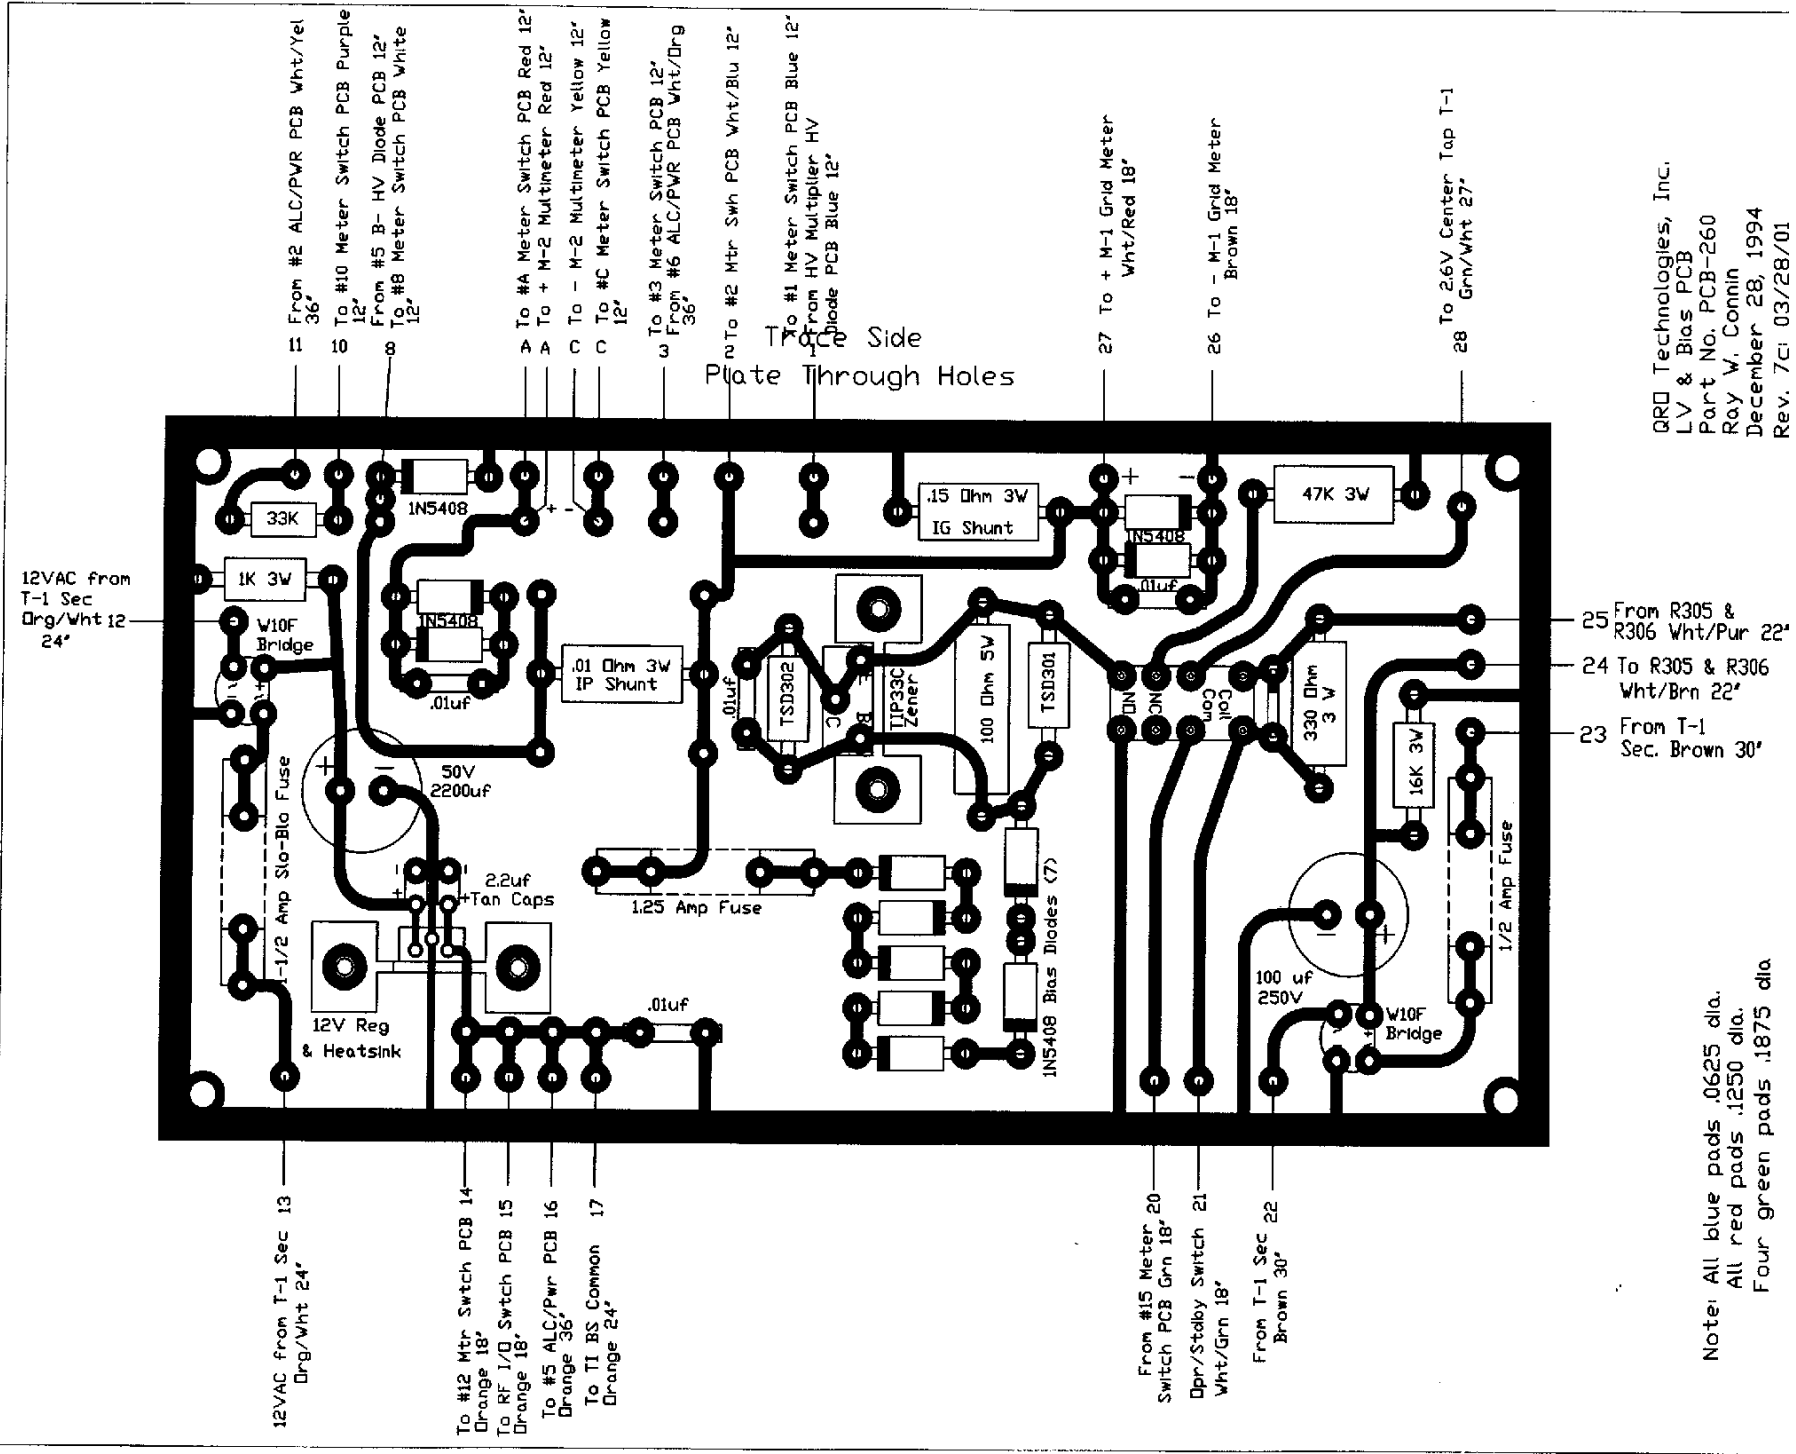 11 From #2 ALC/PWR PCB Wht/Yel
36"
10 To #10 Meter Switch PCB Purple
12"
From #5 B- HV Diode PCB 12"
8 To #8 Meter Switch PCB White
12"
A To #A Meter Switch PCB Red 12"
A To + M-2 Multimeter Red 12"
C To - M-2 Multimeter Yellow 12"
C To #C Meter Switch PCB Yellow
12"
3 To #3 Meter Switch PCB 12"
From #6 ALC/PWR PCB Wht/Org
36"
2 To #2 Mtr Swh PCB Wht/Blu 12"
To #1 Meter Switch PCB Blue 12"
1 From HV Multiplier HV
Diode PCB Blue 12"
27 To + M-1 Grid Meter
Wht/Red 18"
26 To - M-1 Grid Meter
Brown 18"
28 To 2.6V Center Tap T-1
Grn/Wht 27"
Trace Side
Plate Through Holes
QRO Technologies, Inc.
LV & Bias PCB
Part No. PCB-260
Ray W. Connin
December 28, 1994
Rev. 7c: 03/28/01
33K
1N5408
+ -
.15 Ohm 3W
IG Shunt
+ -
1N5408
.01uf
47K 3W
12VAC from
T-1 Sec
Org/Wht 12
24"
1K 3W
W10F
Bridge
1N5408
.01uf
.01 Ohm 3W
IP Shunt
.01uf
TSD302
C
E
B
TIP33C
Zener
100 Ohm 5W
TSD301
NO
NC
Coil
Com
330 Ohm
3 W
25 From R305 &
R306 Wht/Pur 22"
24 To R305 & R306
Wht/Brn 22"
23 From T-1
Sec. Brown 30"
16K 3W
+ -
50V
2200uf
1-1/2 Amp Slo-Blo Fuse
2.2uf
Tan Caps
+ +
1.25 Amp Fuse
1N5408 Bias Diodes (7)
1/2 Amp Fuse
- +
100 uf
250V
W10F
Bridge
12V Reg
& Heatsink
.01uf
12VAC from T-1 Sec 13
Org/Wht 24"
To #12 Mtr Swtch PCB 14
Orange 18"
To RF I/O Swtch PCB 15
Orange 18"
To #5 ALC/Pwr PCB 16
Orange 36"
To TI BS Common 17
Orange 24"
From #15 Meter 20
Switch PCB Grn 18"
Opr/Stdby Switch 21
Wht/Grn 18"
From T-1 Sec 22
Brown 30"
Note: All blue pads .0625 dia.
All red pads .1250 dia.
Four green pads .1875 dia